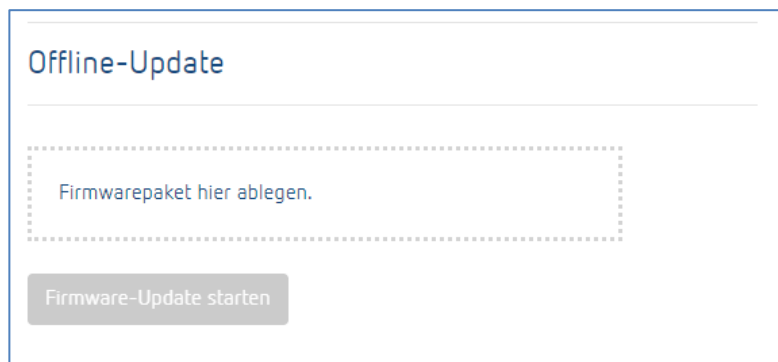 Offline-Update
Firmwarepaket hier ablegen.
Firmware-Update starten